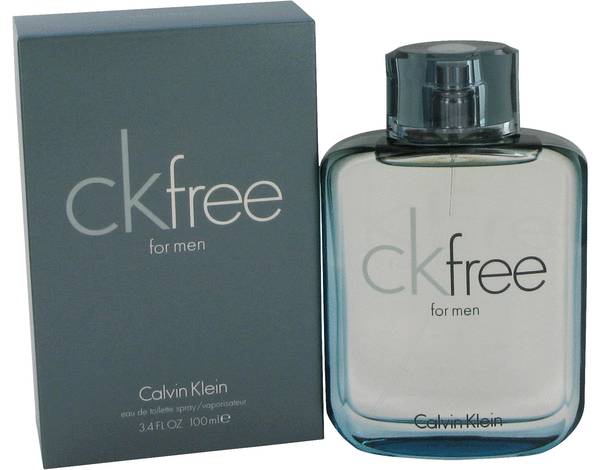 ckfree
for men
Calvin Klein
eau de toilette spray/vaporisateur
3.4 FL OZ 100 ml ℮
ckfree
for men
Calvin Klein